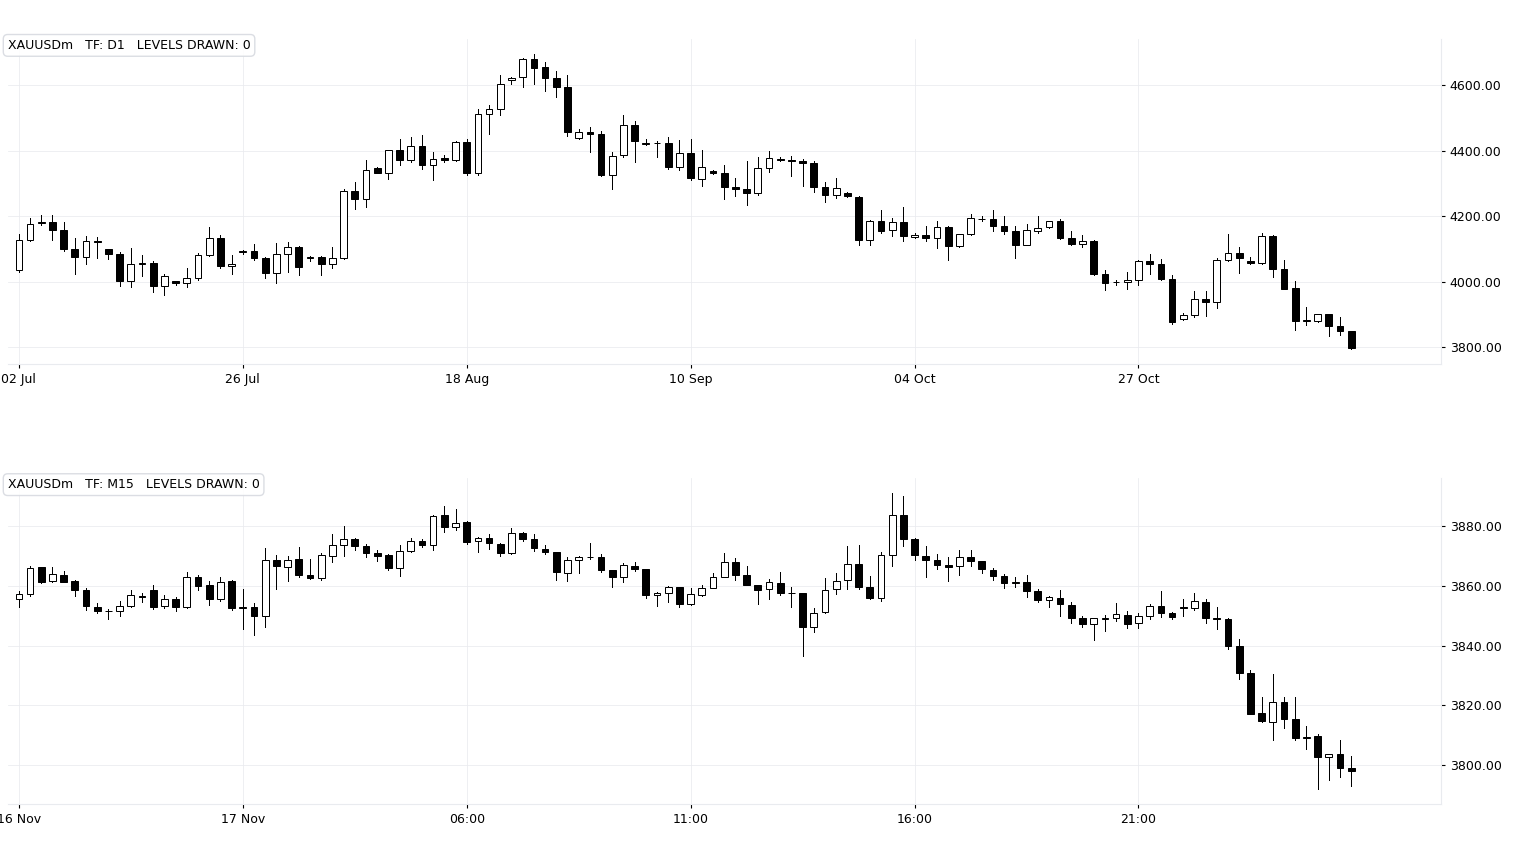 XAUUSDm TF: D1 LEVELS DRAWN: 0
4600.00
4400.00
4200.00
4000.00
3800.00
02 Jul 26 Jul 18 Aug 10 Sep 04 Oct 27 Oct
XAUUSDm TF: M15 LEVELS DRAWN: 0
3880.00
3860.00
3840.00
3820.00
3800.00
16 Nov 17 Nov 06:00 11:00 16:00 21:00